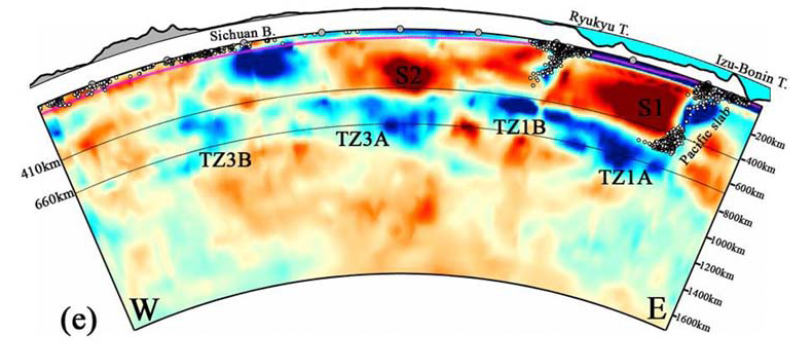 Ryukyu T.
Sichuan B.
Izu-Bonin T.
S2
S1
TZ1B
TZ3A
TZ3B
TZ1A
Pacific slab
410km
660km
200km
400km
600km
800km
1000km
1200km
1400km
1600km
W
E
(e)